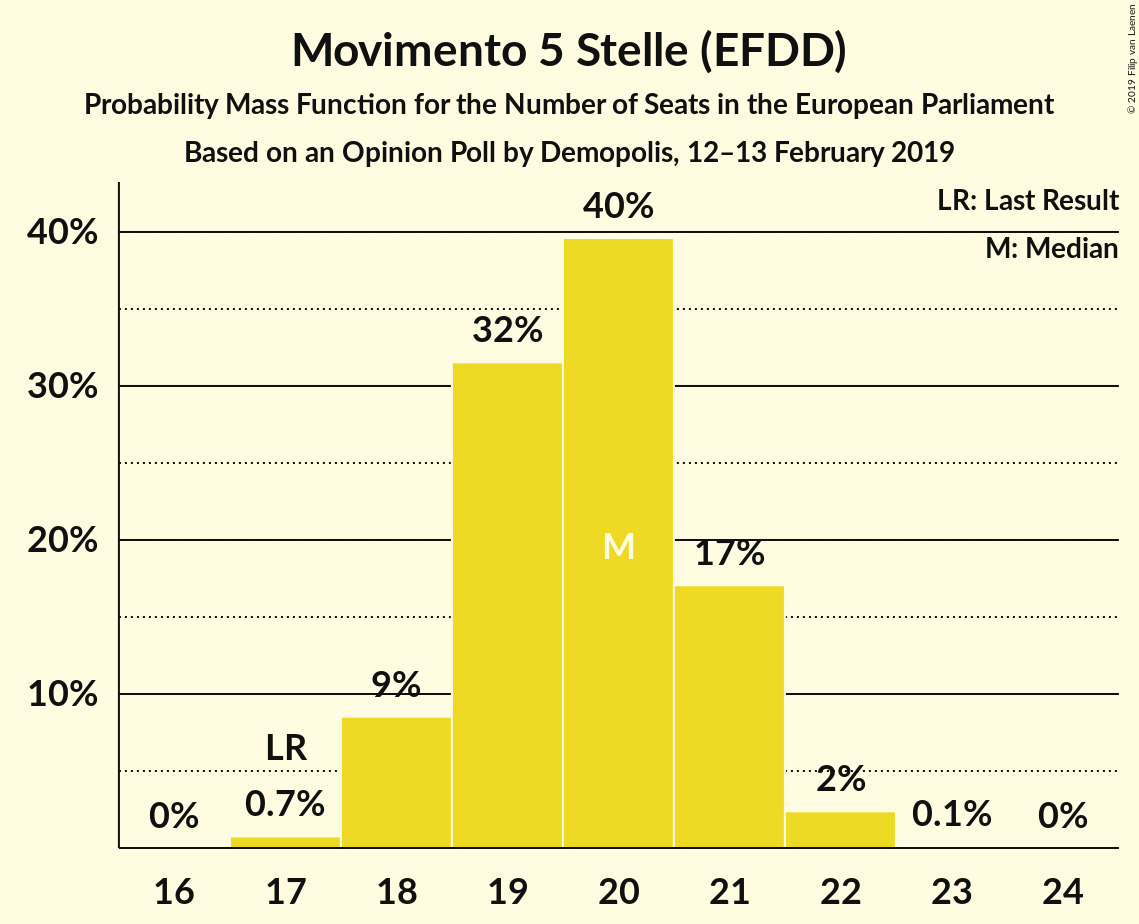 Movimento 5 Stelle (EFDD)
Probability Mass Function for the Number of Seats in the European Parliament
Based on an Opinion Poll by Demopolis, 12–13 February 2019
© 2019 Filip van Laenen
LR: Last Result
M: Median
40%
30%
20%
10%
0%
LR
0.7%
9%
32%
40%
M
17%
2%
0.1%
0%
16 17 18 19 20 21 22 23 24